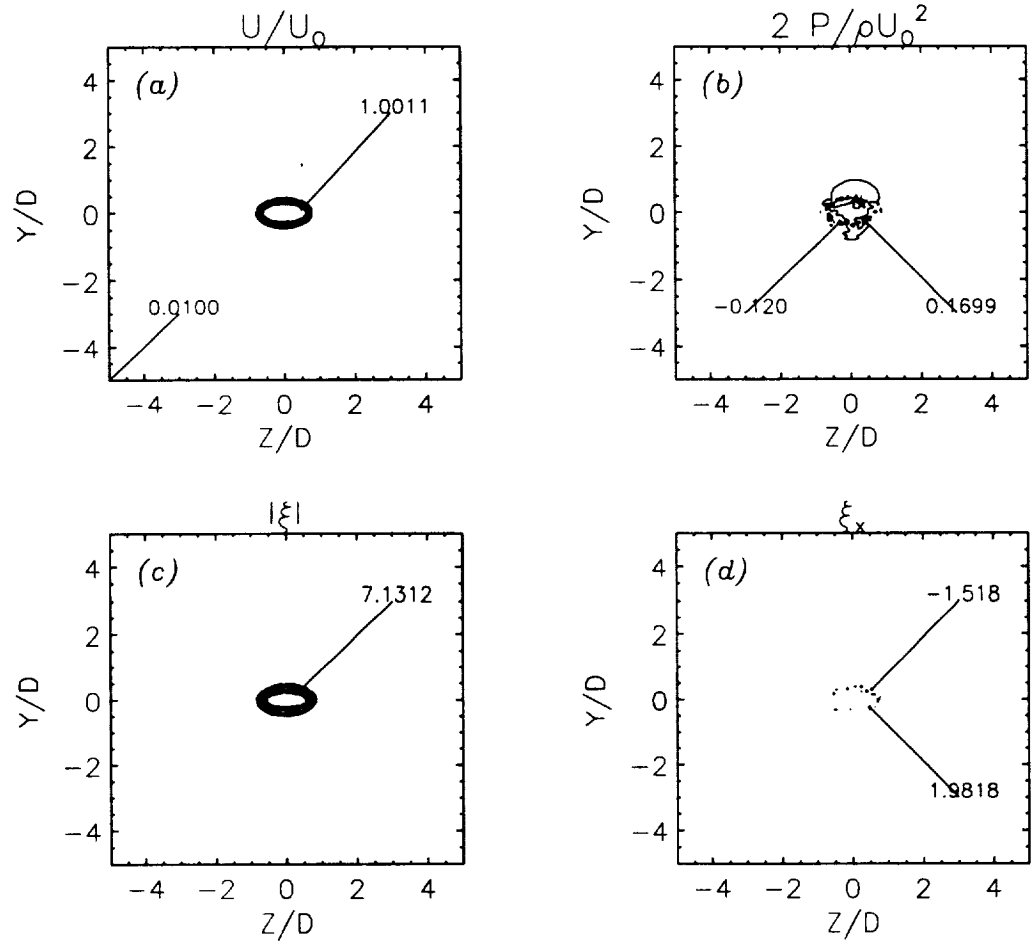 U/U₀
2 P/ρU₀²
(a)
1.0011
0.0100
Y/D
4
2
0
−2
−4
−4 −2 0 2 4
Z/D
(b)
−0.120
0.1699
Y/D
4
2
0
−2
−4
−4 −2 0 2 4
Z/D
|ξ|
ξₓ
(c)
7.1312
Y/D
4
2
0
−2
−4
−4 −2 0 2 4
Z/D
(d)
−1.518
1.9818
Y/D
4
2
0
−2
−4
−4 −2 0 2 4
Z/D